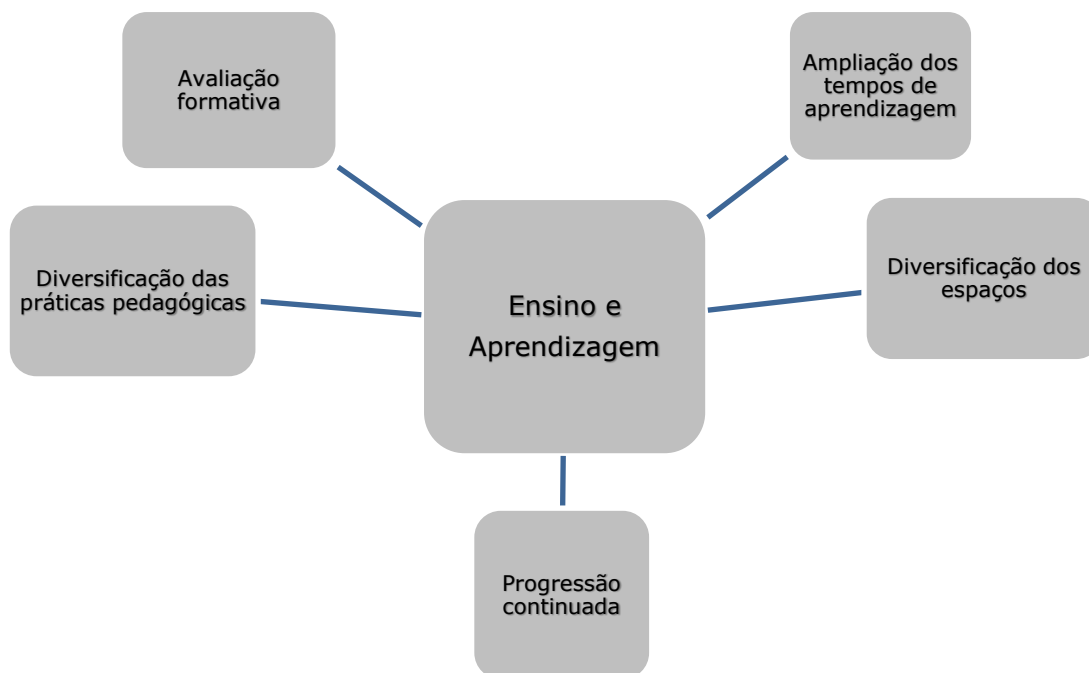 Avaliação
formativa
Ampliação dos
tempos de
aprendizagem
Diversificação das
práticas pedagógicas
Diversificação dos
espaços
Ensino e
Aprendizagem
Progressão
continuada